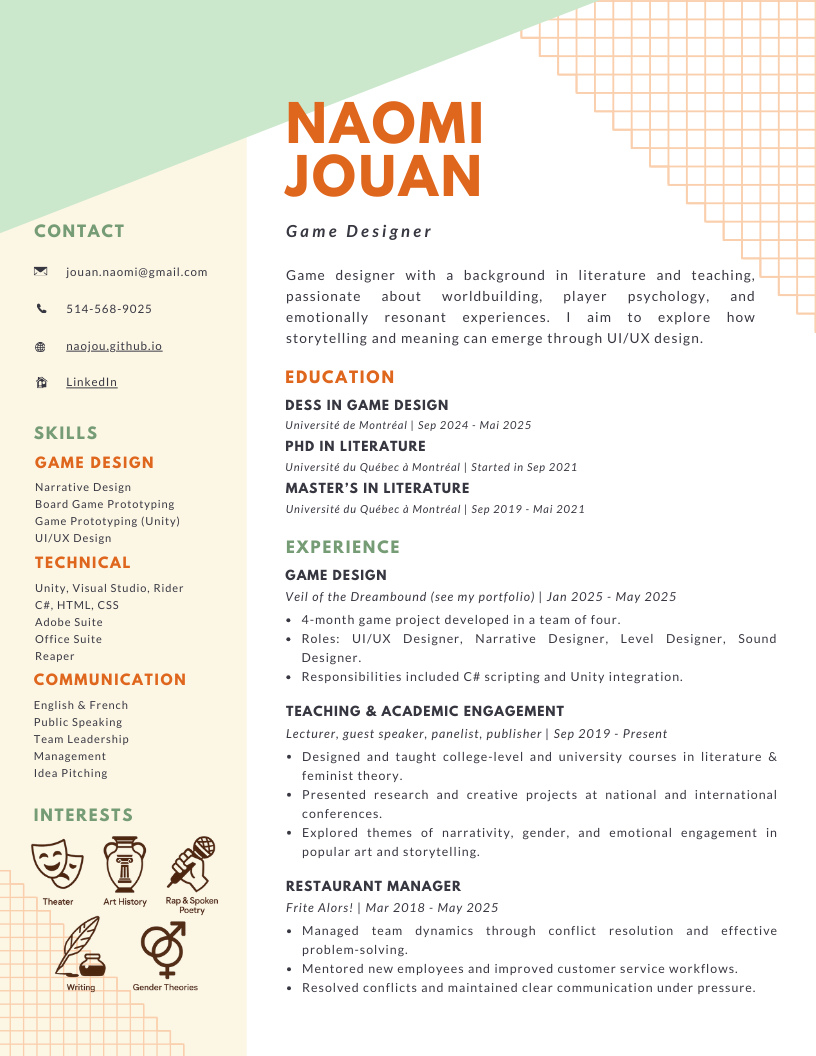 NAOMI
JOUAN
Game Designer
Game designer with a background in literature and teaching,
passionate about worldbuilding, player psychology, and
emotionally resonant experiences. I aim to explore how
storytelling and meaning can emerge through UI/UX design.
CONTACT
jouan.naomi@gmail.com
514-568-9025
naojou.github.io
LinkedIn
SKILLS
GAME DESIGN
Narrative Design
Board Game Prototyping
Game Prototyping (Unity)
UI/UX Design
TECHNICAL
Unity, Visual Studio, Rider
C#, HTML, CSS
Adobe Suite
Office Suite
Reaper
COMMUNICATION
English & French
Public Speaking
Team Leadership
Management
Idea Pitching
INTERESTS
Theater
Art History
Rap & Spoken
Poetry
Writing
Gender Theories
EDUCATION
DESS IN GAME DESIGN
Université de Montréal | Sep 2024 - Mai 2025
PHD IN LITERATURE
Université du Québec à Montréal | Started in Sep 2021
MASTER'S IN LITERATURE
Université du Québec à Montréal | Sep 2019 - Mai 2021
EXPERIENCE
GAME DESIGN
Veil of the Dreambound (see my portfolio) | Jan 2025 - May 2025
• 4-month game project developed in a team of four.
• Roles: UI/UX Designer, Narrative Designer, Level Designer, Sound
Designer.
• Responsibilities included C# scripting and Unity integration.
TEACHING & ACADEMIC ENGAGEMENT
Lecturer, guest speaker, panelist, publisher | Sep 2019 - Present
• Designed and taught college-level and university courses in literature &
feminist theory.
• Presented research and creative projects at national and international
conferences.
• Explored themes of narrativity, gender, and emotional engagement in
popular art and storytelling.
RESTAURANT MANAGER
Frite Alors! | Mar 2018 - May 2025
• Managed team dynamics through conflict resolution and effective
problem-solving.
• Mentored new employees and improved customer service workflows.
• Resolved conflicts and maintained clear communication under pressure.